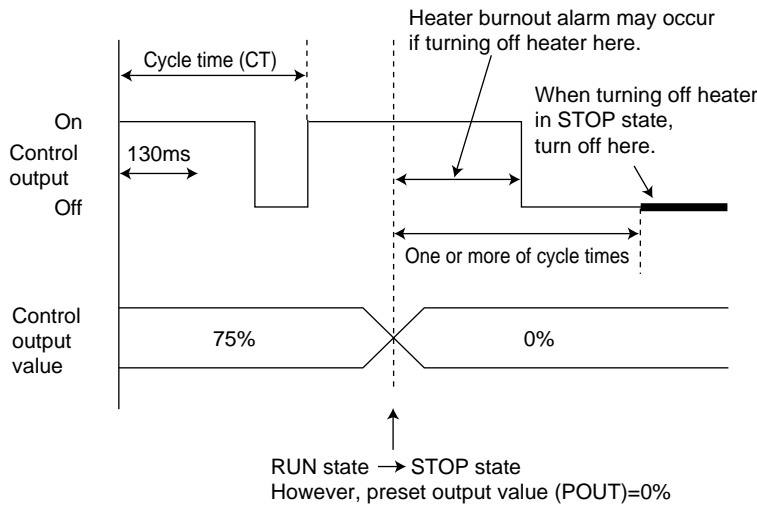 Heater burnout alarm may occur
if turning off heater here.
Cycle time (CT)
When turning off heater
in STOP state,
turn off here.
On
Control
output
Off
130ms
One or more of cycle times
Control
output
value
75%
0%
RUN state → STOP state
However, preset output value (POUT)=0%